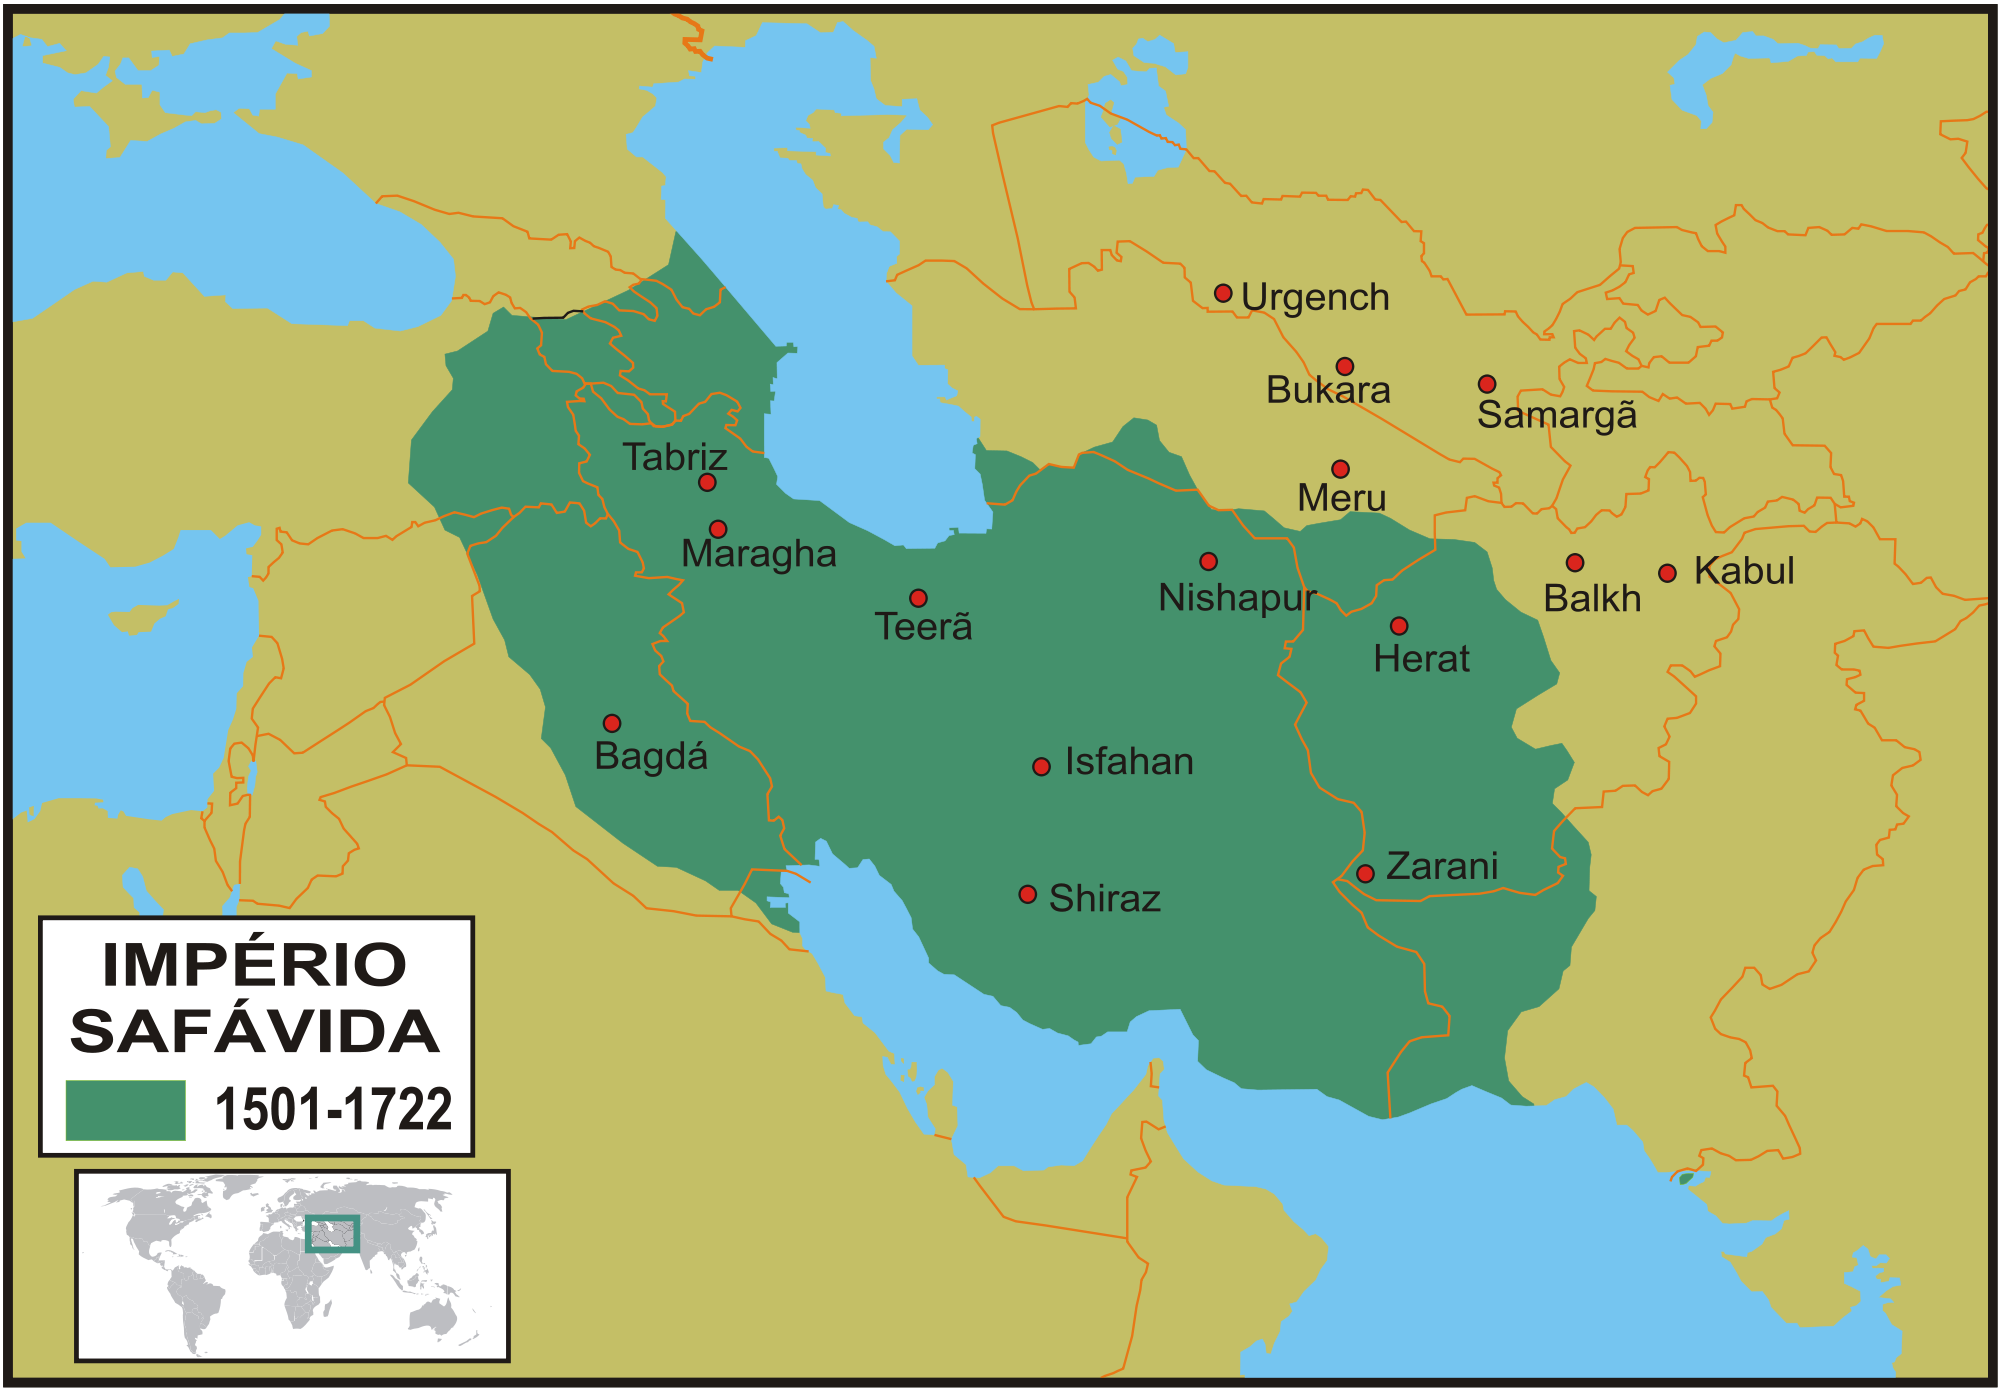 Urgench
Bukara
Samargã
Tabriz
Meru
Maragha
Nishapur
Balkh
Kabul
Teerã
Herat
Bagdá
Isfahan
Shiraz
Zarani
IMPÉRIO
SAFÁVIDA
1501-1722